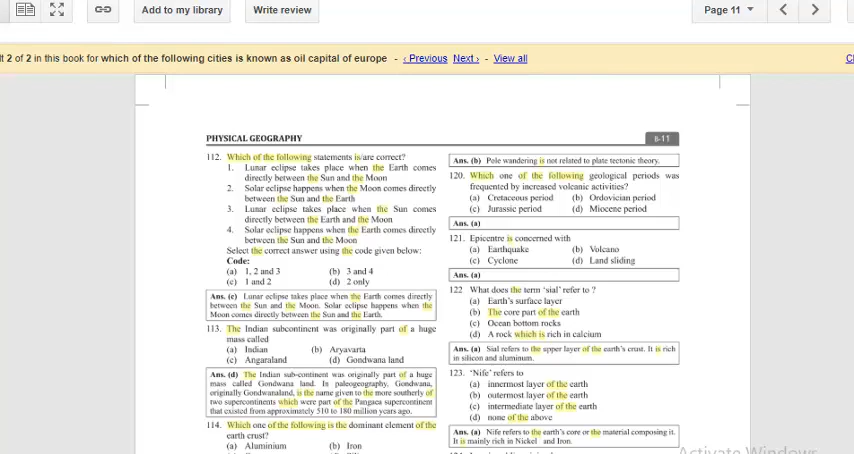 Add to my library
Write review
Page 11
lt 2 of 2 in this book for which of the following cities is known as oil capital of europe - ‹ Previous Next › - View all
PHYSICAL GEOGRAPHY
B-11
112. Which of the following statements is/are correct?
1. Lunar eclipse takes place when the Earth comes
directly between the Sun and the Moon
2. Solar eclipse happens when the Moon comes directly
between the Sun and the Earth
3. Lunar eclipse takes place when the Sun comes
directly between the Earth and the Moon
4. Solar eclipse happens when the Earth comes directly
between the Sun and the Moon
Select the correct answer using the code given below:
Code:
(a) 1, 2 and 3 (b) 3 and 4
(c) 1 and 2 (d) 2 only
Ans. (c) Lunar eclipse takes place when the Earth comes directly
between the Sun and the Moon. Solar eclipse happens when the
Moon comes directly between the Sun and the Earth.
113. The Indian subcontinent was originally part of a huge
mass called
(a) Indian (b) Aryavarta
(c) Angaraland (d) Gondwana land
Ans. (d) The Indian sub-continent was originally part of a huge
mass called Gondwana land. In paleogeography, Gondwana,
originally Gondwanaland, is the name given to the more southerly of
two supercontinents which were part of the Pangaea supercontinent
that existed from approximately 510 to 180 million years ago.
114. Which one of the following is the dominant element of the
earth crust?
(a) Aluminium (b) Iron
Ans. (b) Pole wandering is not related to plate tectonic theory.
120. Which one of the following geological periods was
frequented by increased volcanic activities?
(a) Cretaceous period (b) Ordovician period
(c) Jurassic period (d) Miocene period
Ans. (a)
121. Epicentre is concerned with
(a) Earthquake (b) Volcano
(c) Cyclone (d) Land sliding
Ans. (a)
122 What does the term 'sial' refer to ?
(a) Earth's surface layer
(b) The core part of the earth
(c) Ocean bottom rocks
(d) A rock which is rich in calcium
Ans. (a) Sial refers to the upper layer of the earth's crust. It is rich
in silicon and aluminum.
123. 'Nife' refers to
(a) innermost layer of the earth
(b) outermost layer of the earth
(c) intermediate layer of the earth
(d) none of the above
Ans. (a) Nife refers to the earth's core or the material composing it.
It is mainly rich in Nickel and Iron.
Activate Windows